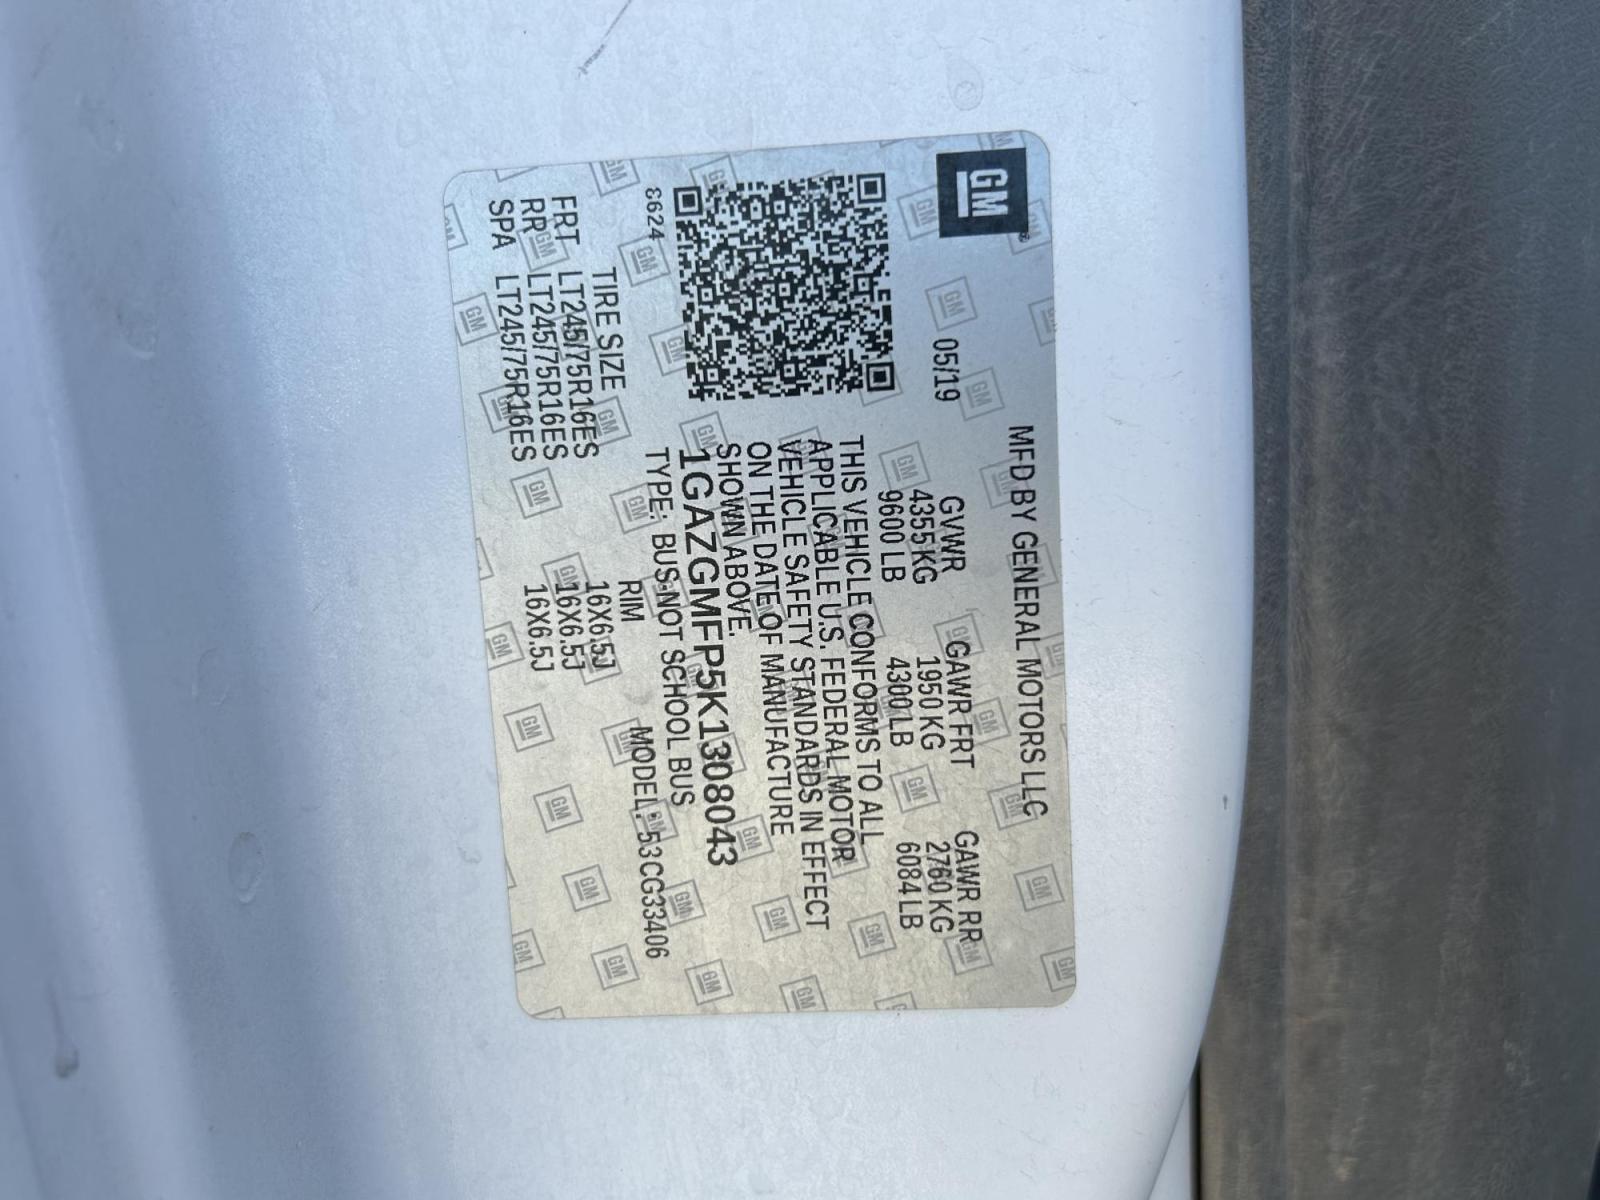 GM
MFD BY GENERAL MOTORS LLC
05/19
GVWR GAWR FRT GAWR RR
4355 KG 1950 KG 2760 KG
9600 LB 4300 LB 6084 LB
THIS VEHICLE CONFORMS TO ALL
APPLICABLE U.S. FEDERAL MOTOR
VEHICLE SAFETY STANDARDS IN EFFECT
ON THE DATE OF MANUFACTURE
SHOWN ABOVE.
1GAZGMFP5K1308043
8624
TYPE: BUS-NOT SCHOOL BUS
MODEL: 53CG33406
TIRE SIZE RIM
FRT LT245/75R16ES 16X6.5J
RR LT245/75R16ES 16X6.5J
SPA LT245/75R16ES 16X6.5J